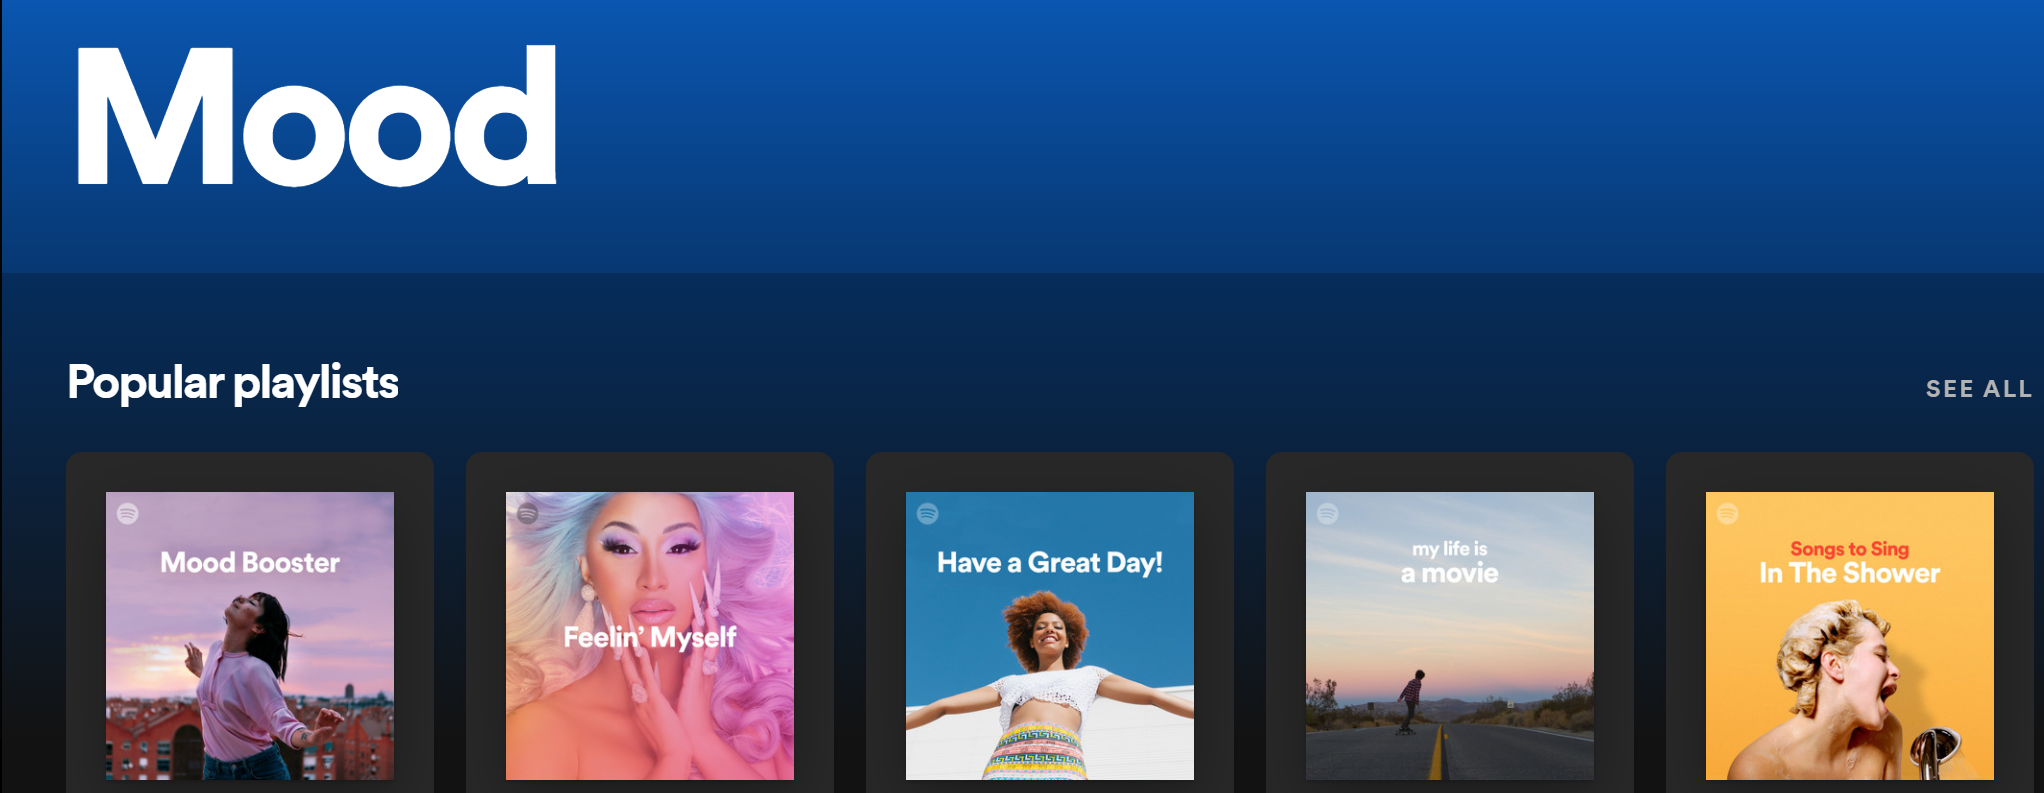 Mood
Popular playlists
SEE ALL
Mood Booster
Feelin' Myself
Have a Great Day!
my life is
a movie
Songs to Sing
In The Shower